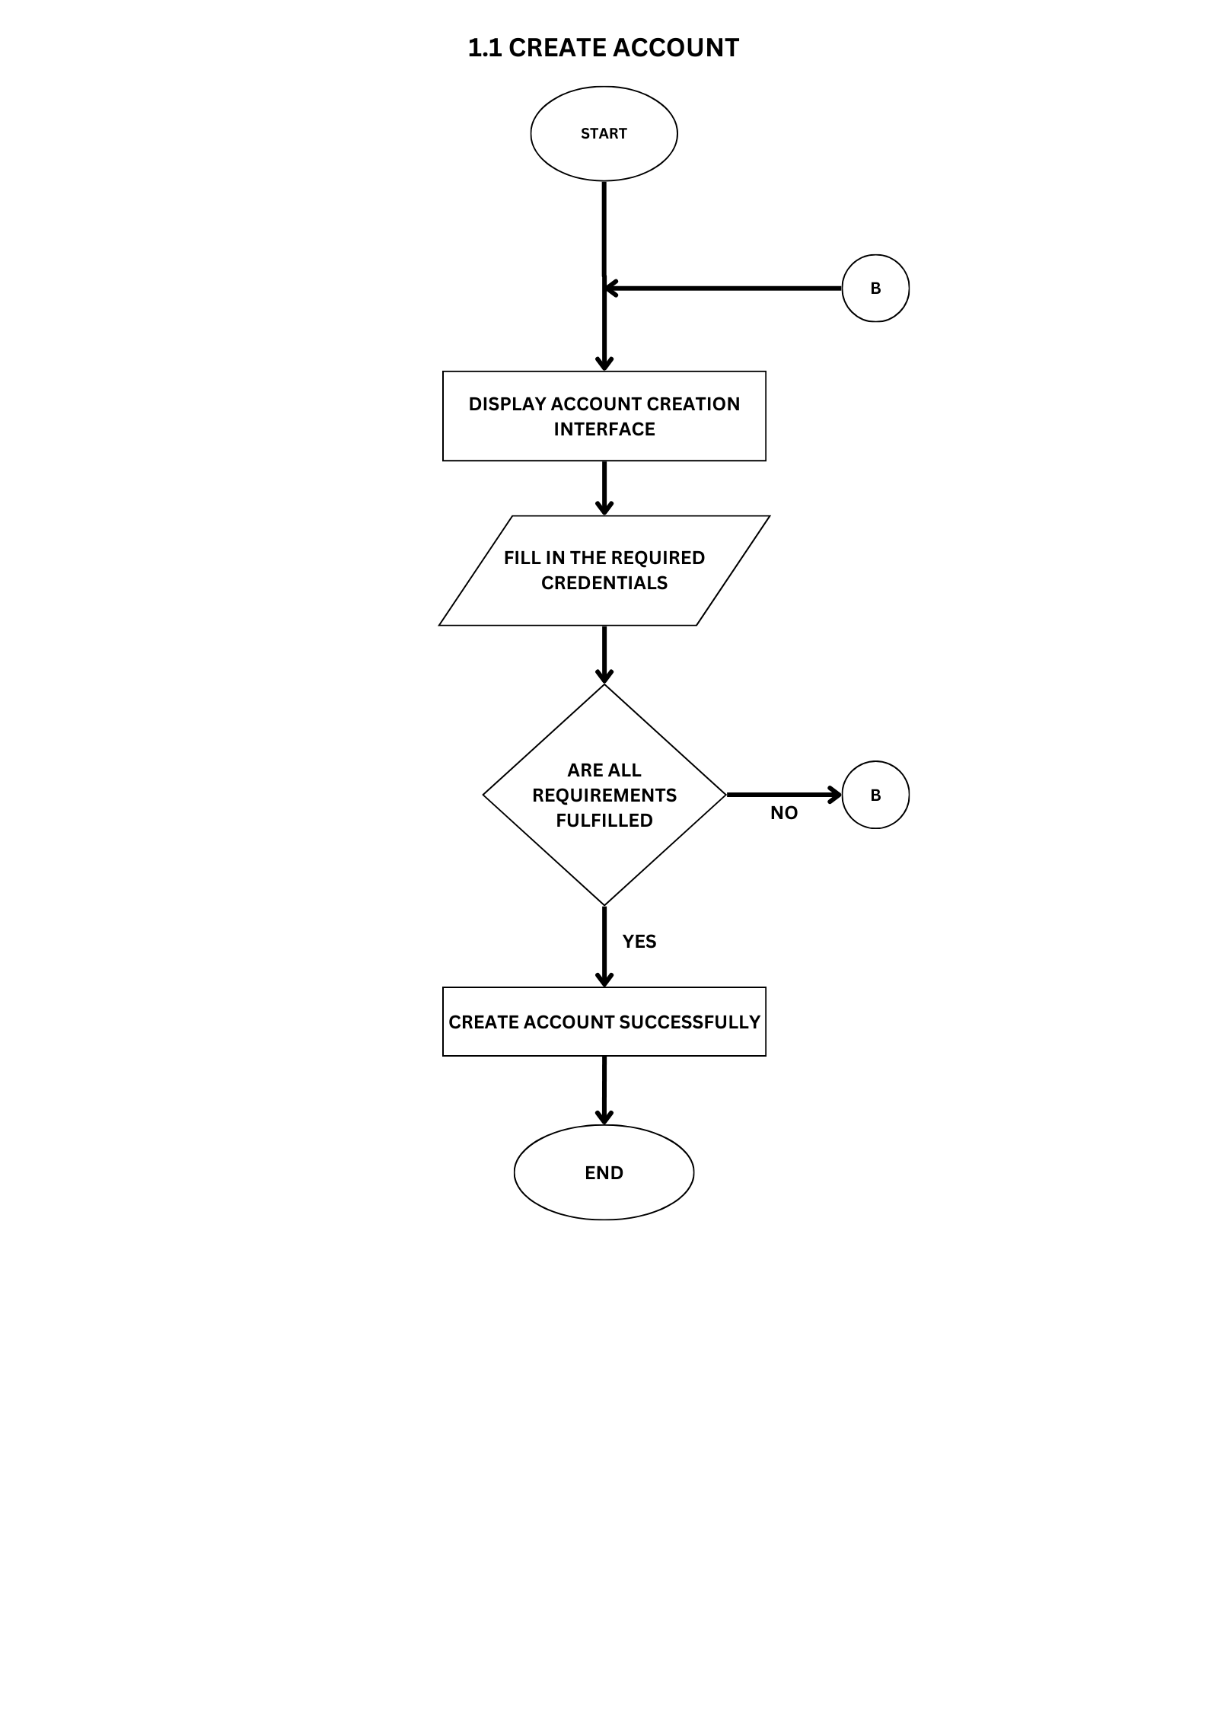 1.1 CREATE ACCOUNT
START
B
DISPLAY ACCOUNT CREATION
INTERFACE
FILL IN THE REQUIRED
CREDENTIALS
ARE ALL
REQUIREMENTS
FULFILLED
B
NO
YES
CREATE ACCOUNT SUCCESSFULLY
END